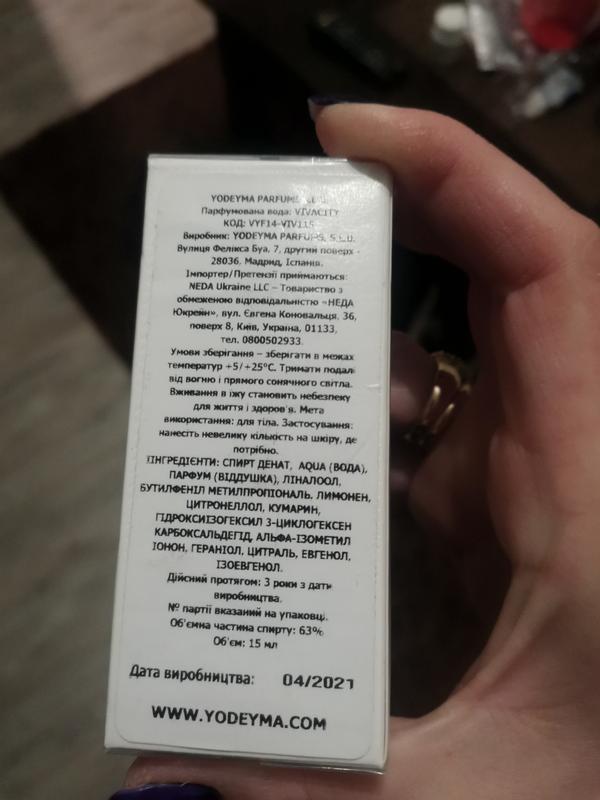 YODEYMA PARFUMS, S.L.U.
Парфумована вода: VIVACITY
КОД: VYF14-VIV115
Виробник: YODEYMA PARFUMS, S.L.U.
Вулиця Фелікса Буа, 7, другий поверх -
28036. Мадрид, Іспанія.
Імпортер/Претензії приймаються:
NEDA Ukraine LLC – Товариство з
обмеженою відповідальністю «НЕДА
Юкрейн», вул. Євгена Коновальця, 36,
поверх 8, Київ, Україна, 01133,
тел. 0800502933.
Умови зберігання – зберігати в межах
температур +5/+25°C. Тримати подалі
від вогню і прямого сонячного світла.
Вживання в їжу становить небезпеку
для життя і здоров'я. Мета
використання: для тіла. Застосування:
нанесіть невелику кількість на шкіру, де
потрібно.
ІІНГРЕДІЄНТИ: СПИРТ ДЕНАТ, AQUA (ВОДА),
ПАРФУМ (ВІДДУШКА), ЛІНАЛООЛ,
БУТИЛФЕНІЛ МЕТИЛПРОПІОНАЛЬ. ЛИМОНЕН,
ЦИТРОНЕЛЛОЛ, КУМАРИН,
ГІДРОКСИІЗОГЕКСИЛ 3-ЦИКЛОГЕКСЕН
КАРБОКСАЛЬДЕГІД, АЛЬФА-ІЗОМЕТИЛ
ІОНОН, ГЕРАНІОЛ, ЦИТРАЛЬ, ЕВГЕНОЛ,
ІЗОЕВГЕНОЛ.
Дійсний протягом: 3 роки з дати
виробництва.
№ партії вказаний на упаковці.
Об'ємна частина спирту: 63%
Об'єм: 15 мл
Дата виробництва: 04/2021
WWW.YODEYMA.COM